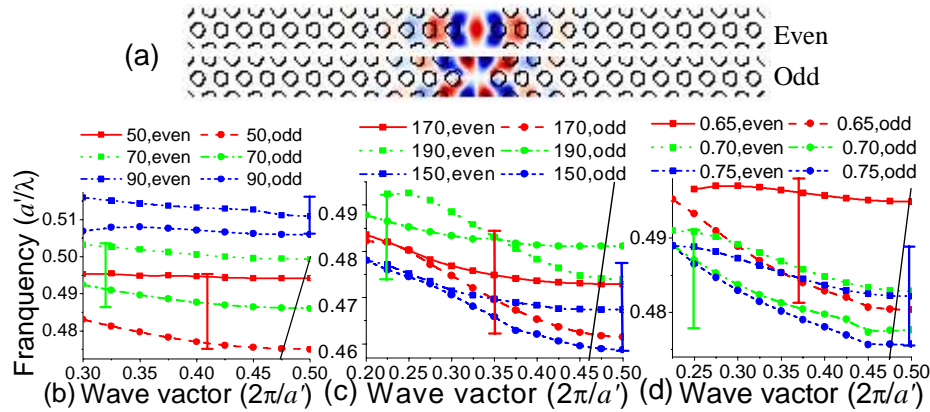 (a)
Even
Odd
50,even 50,odd
70,even 70,odd
90,even 90,odd
170,even 170,odd
190,even 190,odd
150,even 150,odd
0.65,even 0.65,odd
0.70,even 0.70,odd
0.75,even 0.75,odd
Franquency (a'/λ)
0.51
0.50
0.49
0.48
0.49
0.48
0.47
0.46
0.49
0.48
0.30 0.35 0.40 0.45 0.50
0.20 0.25 0.30 0.35 0.40 0.45 0.50
0.25 0.30 0.35 0.40 0.45 0.50
(b) Wave vactor (2π/a')
(c) Wave vactor (2π/a')
(d) Wave vactor (2π/a')